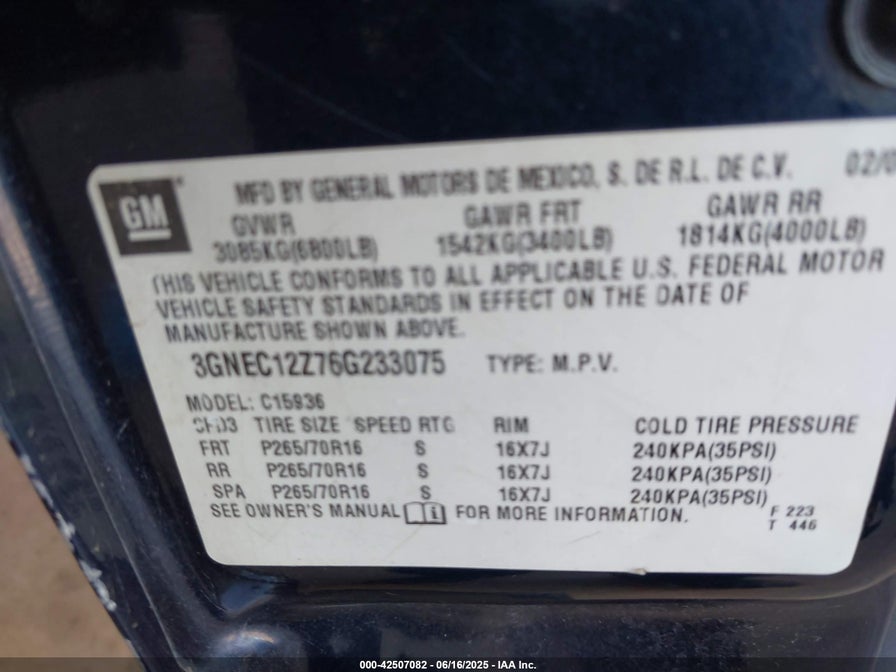 GM
MFD BY GENERAL MOTORS DE MEXICO, S. DE R.L. DE C.V. 02/0
GVWR GAWR FRT GAWR RR
3085KG(6800LB) 1542KG(3400LB) 1814KG(4000LB)
THIS VEHICLE CONFORMS TO ALL APPLICABLE U.S. FEDERAL MOTOR
VEHICLE SAFETY STANDARDS IN EFFECT ON THE DATE OF
MANUFACTURE SHOWN ABOVE.
3GNEC12Z76G233075 TYPE: M.P.V.
MODEL: C15936
TIRE SIZE SPEED RTG RIM COLD TIRE PRESSURE
FRT P265/70R16 S 16X7J 240KPA(35PSI)
RR P265/70R16 S 16X7J 240KPA(35PSI)
SPA P265/70R16 S 16X7J 240KPA(35PSI)
SEE OWNER'S MANUAL i FOR MORE INFORMATION.
F 223
T 446
000-42507082 - 06/16/2025 - IAA Inc.